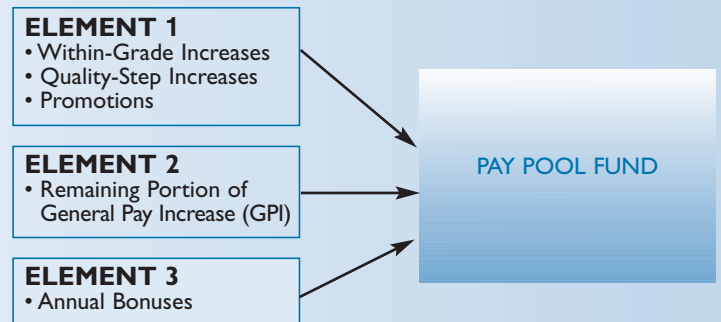 ELEMENT 1
• Within-Grade Increases
• Quality-Step Increases
• Promotions
ELEMENT 2
• Remaining Portion of
General Pay Increase (GPI)
ELEMENT 3
• Annual Bonuses
PAY POOL FUND